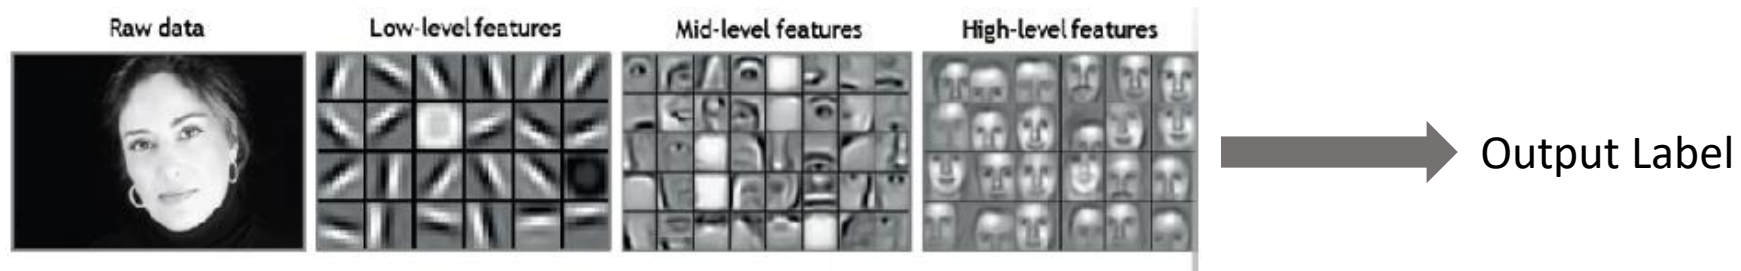 Raw data
Low-level features
Mid-level features
High-level features
Output Label